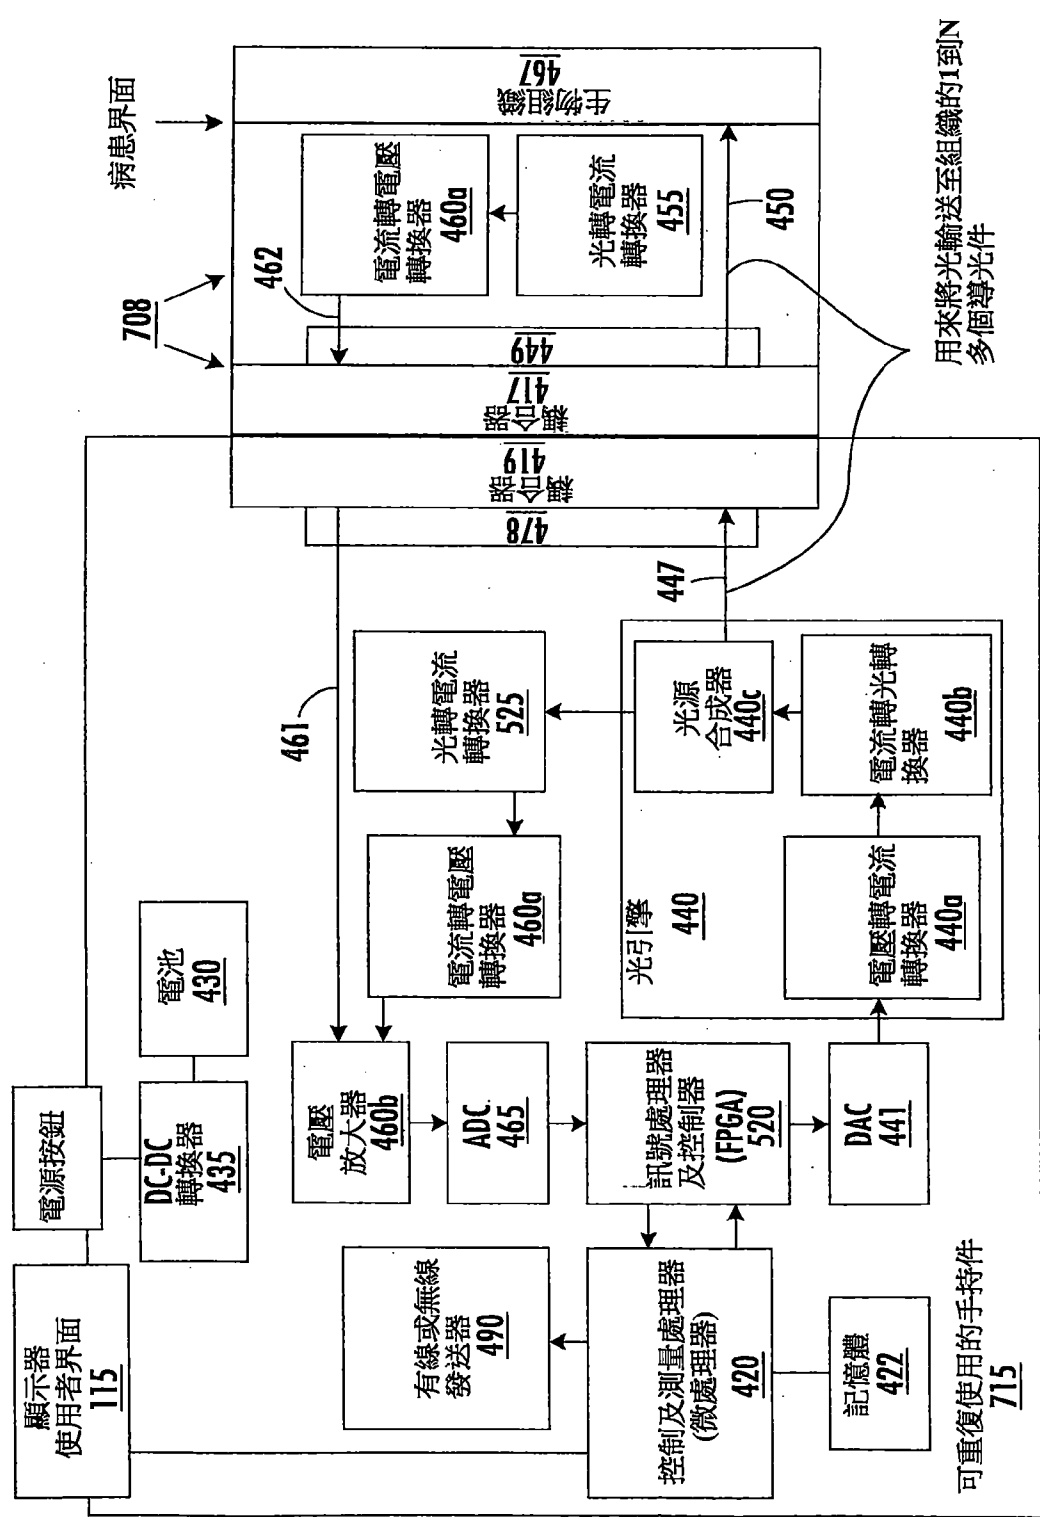 顯示器
使用者界面
115
電源按鈕
DC-DC
轉換器
435
電池
430
有線或無線
發送器
490
控制及測量處理器
(微處理器)
420
記憶體
422
可重復使用的手持件
715
電壓
放大器
460b
ADC
465
訊號處理器
及控制器
(FPGA)
520
DAC
441
461
電流轉電壓
轉換器
460a
光轉電流
轉換器
525
光引擎
440
電壓轉電流
轉換器
440a
電流轉光轉
換器
440b
光源
合成器
440c
447
478
耦合器
419
耦合器
417
449
708
462
電流轉電壓
轉換器
460a
光轉電流
轉換器
455
450
病患界面
生物組織
467
用來將光輸送至組織的1到N
多個導光件